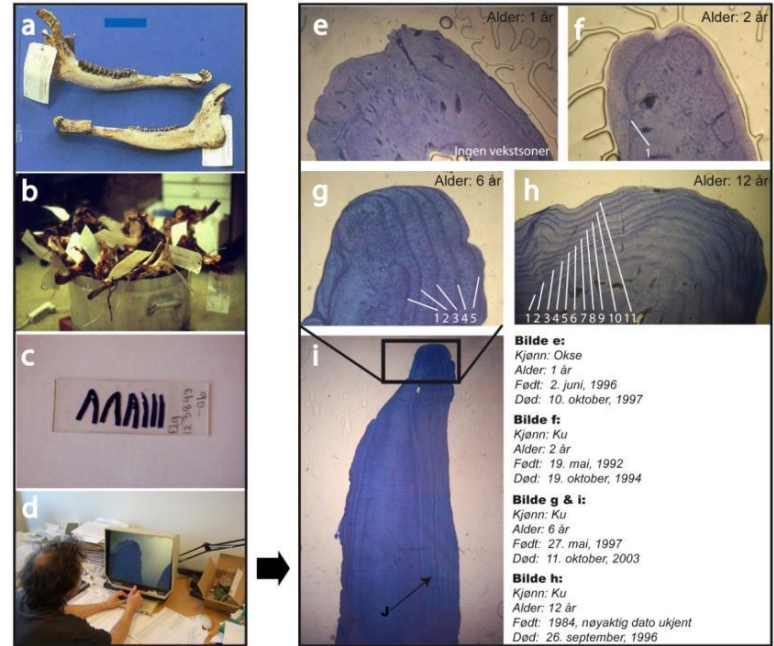 a
b
c
Elg
12-3843
-06
d
e
Alder: 1 år
Ingen vekstsoner
f
Alder: 2 år
1
g
Alder: 6 år
1 2 3 4 5
h
Alder: 12 år
1 2 3 4 5 6 7 8 9 10 11
i
J
Bilde e:
Kjønn: Okse
Alder: 1 år
Født: 2. juni, 1996
Død: 10. oktober, 1997
Bilde f:
Kjønn: Ku
Alder: 2 år
Født: 19. mai, 1992
Død: 19. oktober, 1994
Bilde g & i:
Kjønn: Ku
Alder: 6 år
Født: 27. mai, 1997
Død: 11. oktober, 2003
Bilde h:
Kjønn: Ku
Alder: 12 år
Født: 1984, nøyaktig dato ukjent
Død: 26. september, 1996